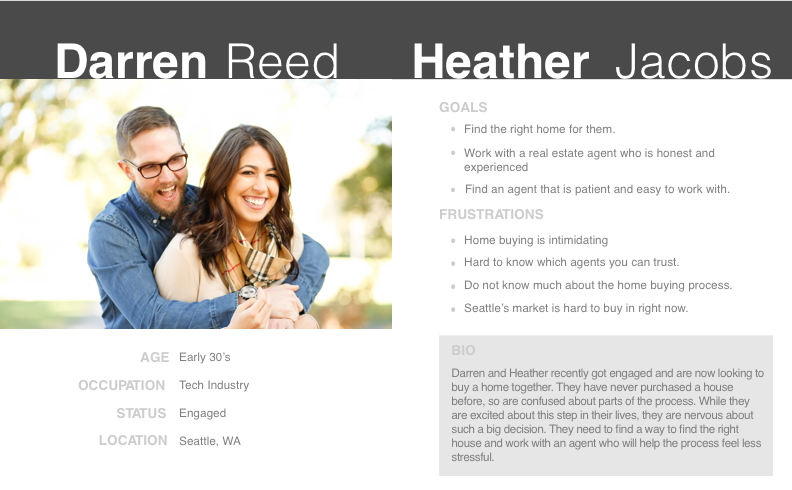 Darren Reed Heather Jacobs
AGE Early 30's
OCCUPATION Tech Industry
STATUS Engaged
LOCATION Seattle, WA
GOALS
• Find the right home for them.
• Work with a real estate agent who is honest and
experienced
• Find an agent that is patient and easy to work with.
FRUSTRATIONS
• Home buying is intimidating
• Hard to know which agents you can trust.
• Do not know much about the home buying process.
• Seattle's market is hard to buy in right now.
BIO
Darren and Heather recently got engaged and are now looking to
buy a home together. They have never purchased a house
before, so are confused about parts of the process. While they
are excited about this step in their lives, they are nervous about
such a big decision. They need to find a way to find the right
house and work with an agent who will help the process feel less
stressful.